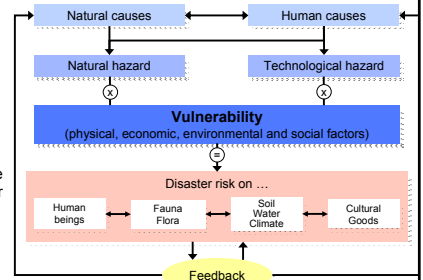 Natural causes
Human causes
Natural hazard
Technological hazard
x
x
Vulnerability
(physical, economic, environmental and social factors)
=
Disaster risk on ...
Human
beings
Fauna
Flora
Soil
Water
Climate
Cultural
Goods
Feedback